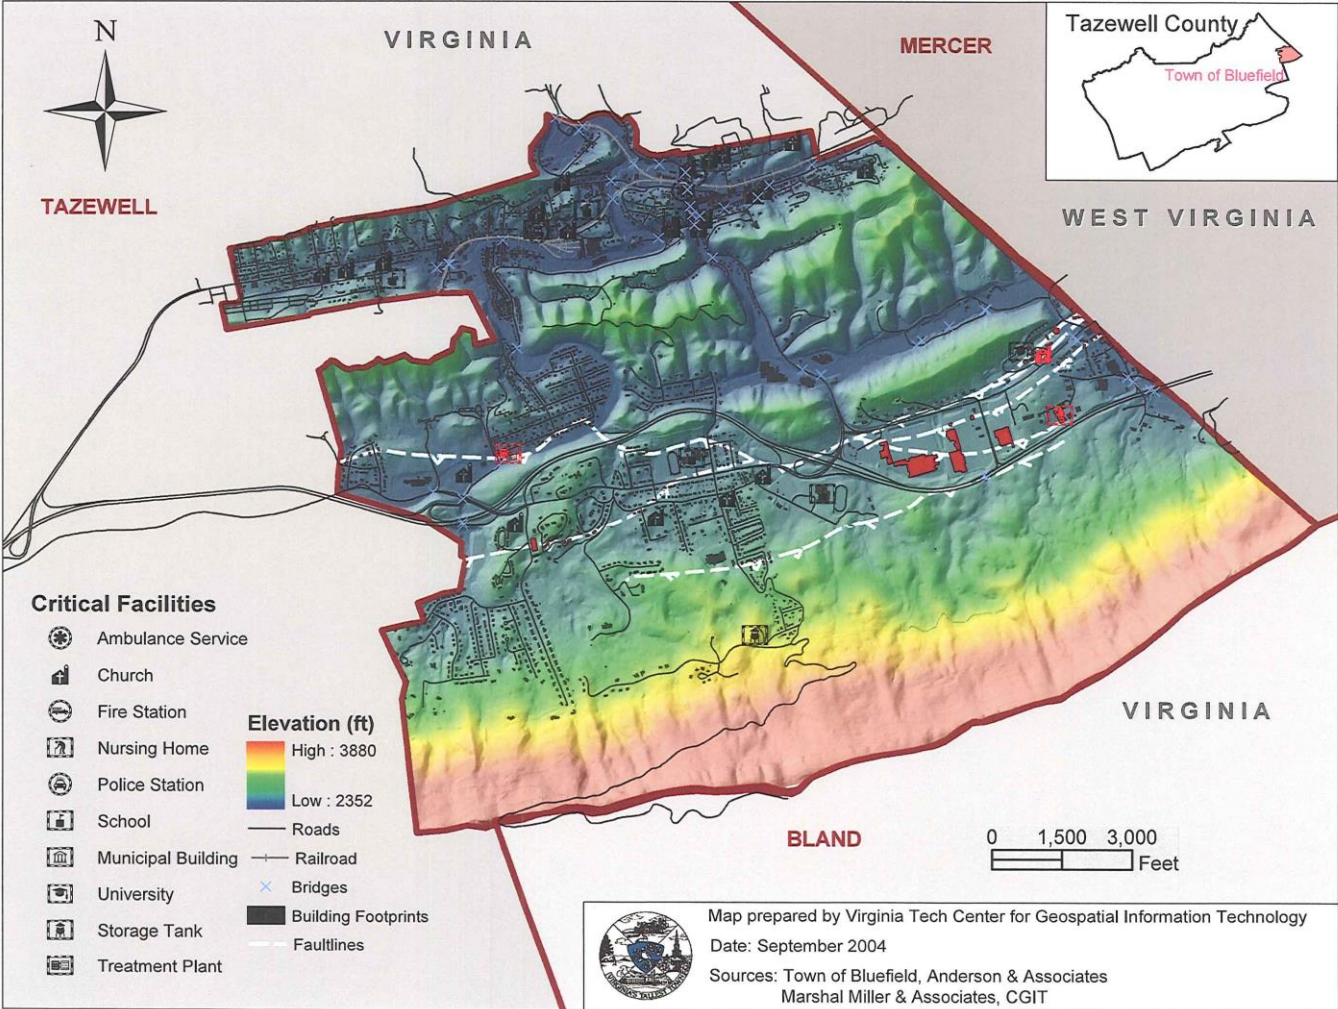 N
VIRGINIA
MERCER
Tazewell County
Town of Bluefield
TAZEWELL
WEST VIRGINIA
Critical Facilities
Ambulance Service
Church
Fire Station
Nursing Home
Police Station
School
Municipal Building
University
Storage Tank
Treatment Plant
Elevation (ft)
High : 3880
Low : 2352
Roads
Railroad
Bridges
Building Footprints
Faultlines
VIRGINIA
BLAND
0 1,500 3,000
Feet
Map prepared by Virginia Tech Center for Geospatial Information Technology
Date: September 2004
Sources: Town of Bluefield, Anderson & Associates
Marshal Miller & Associates, CGIT
VIRGINIA'S TALLEST TOWN